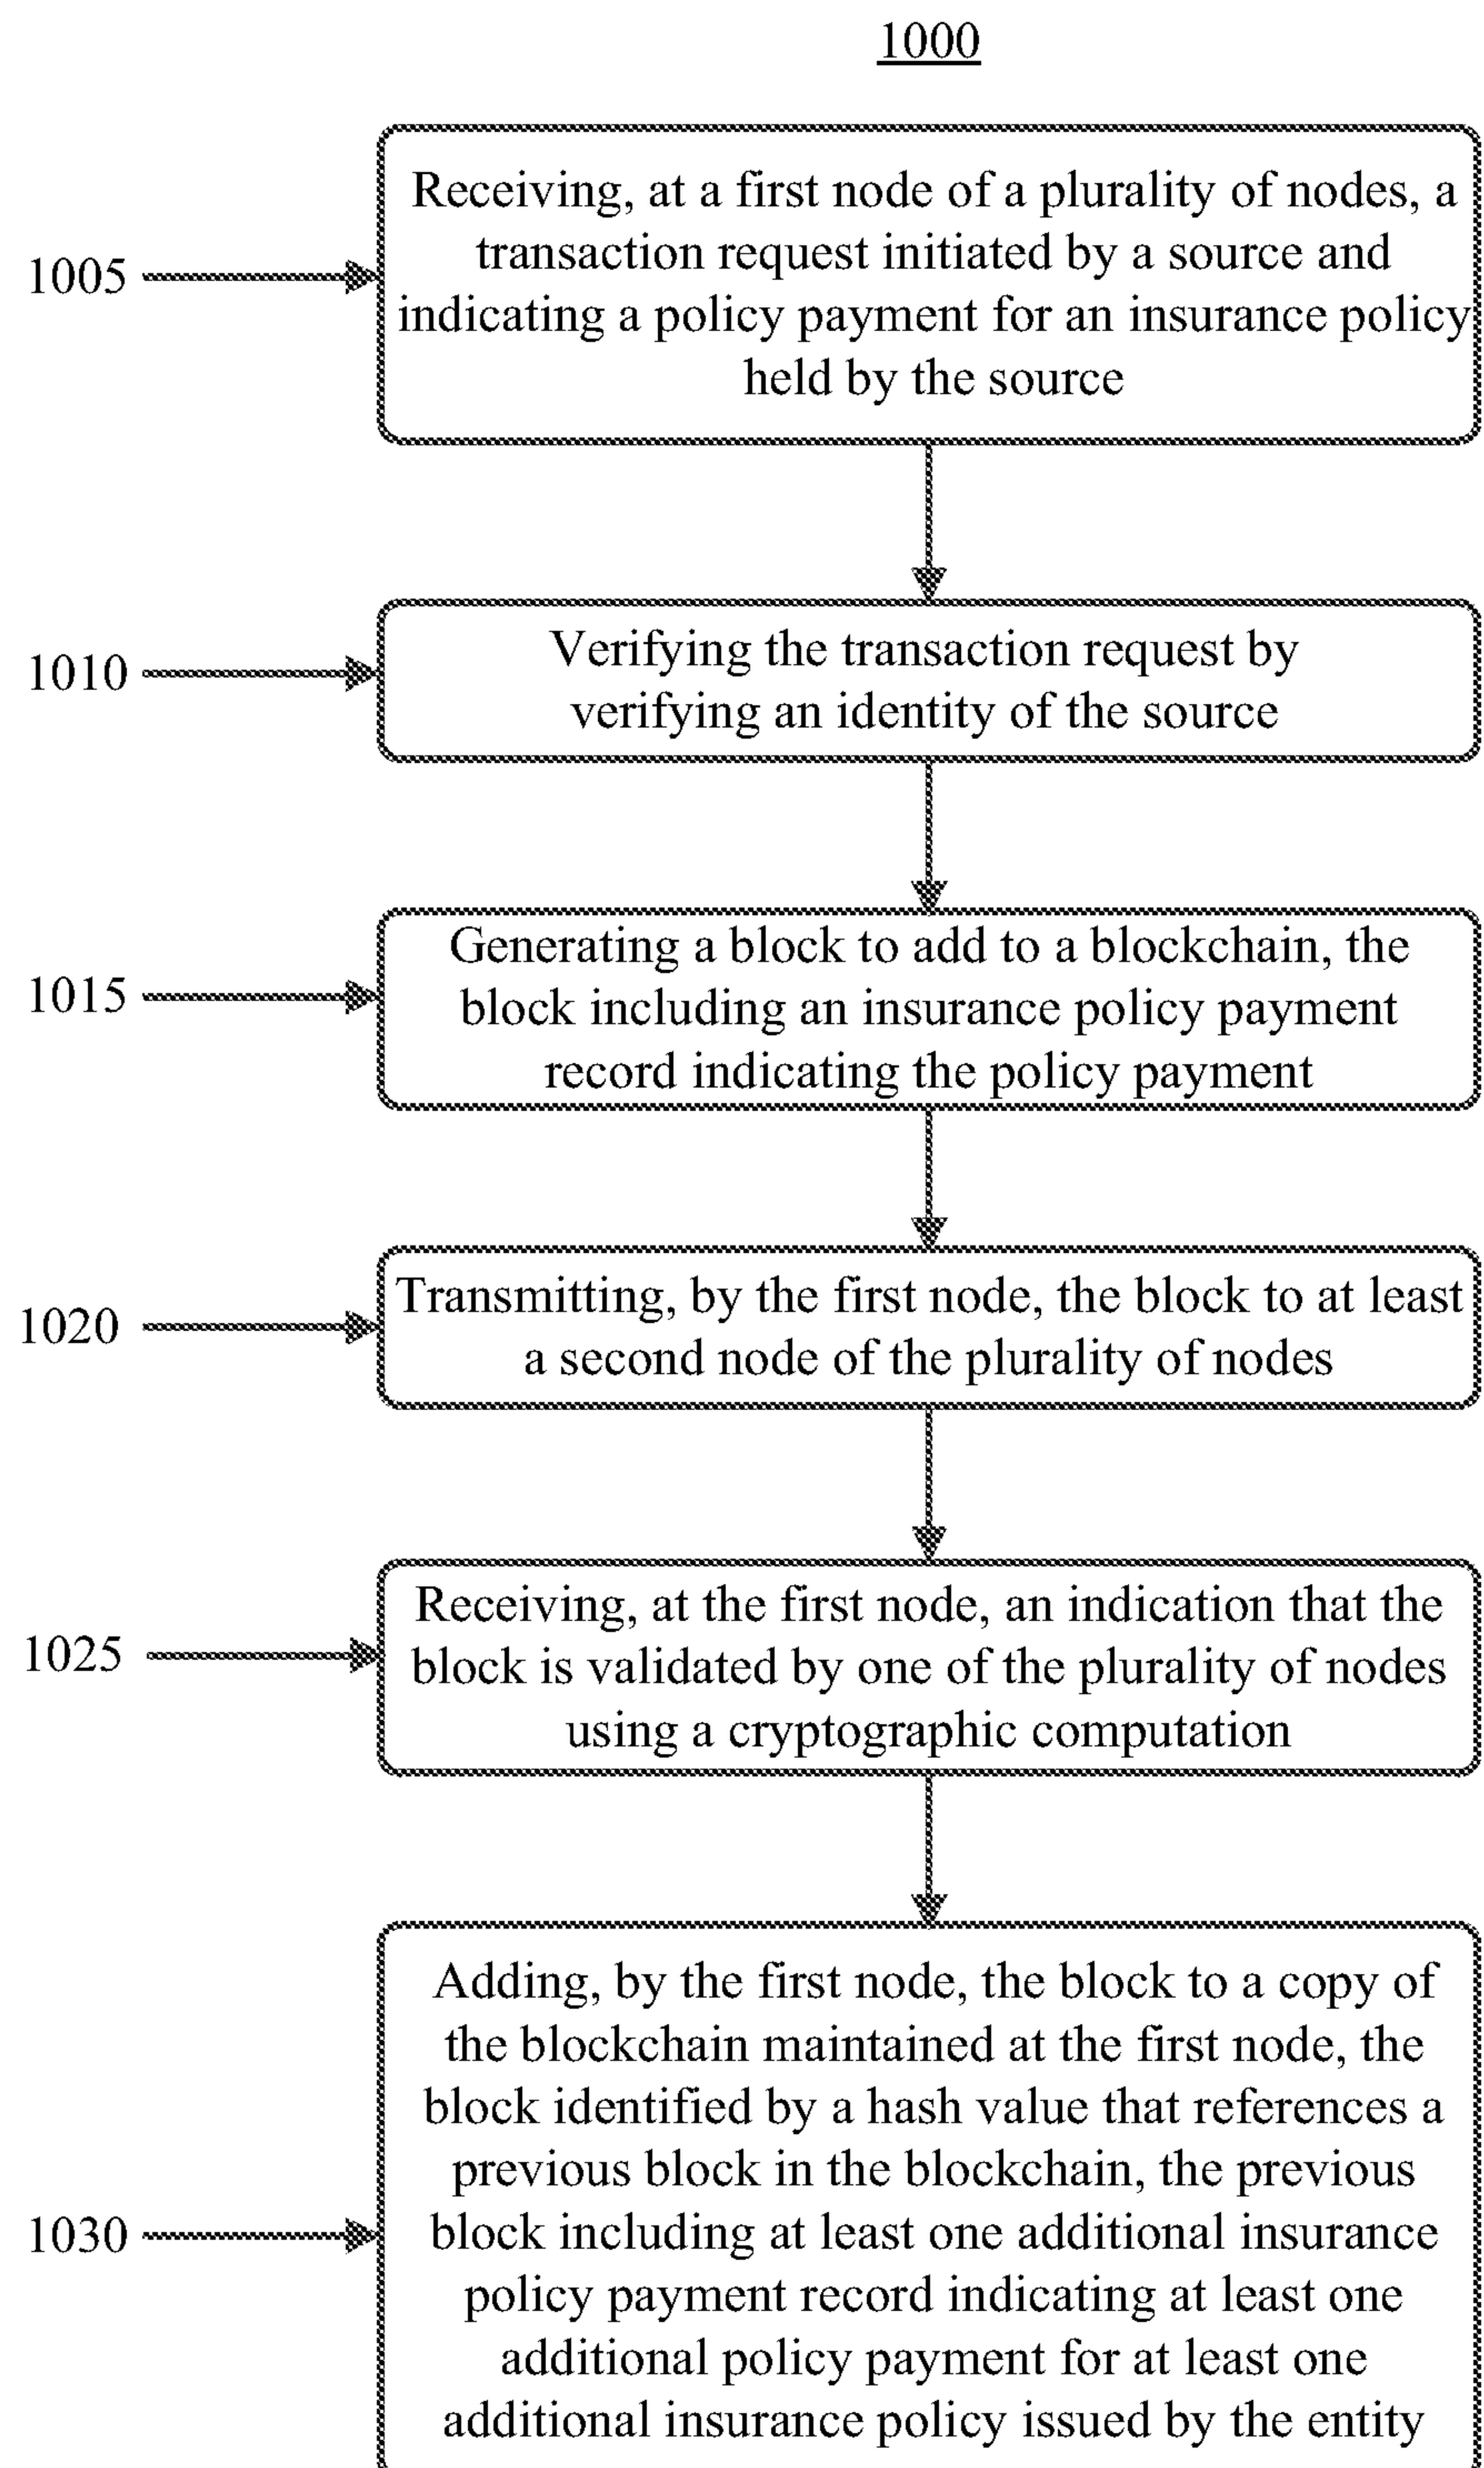 1000
Receiving, at a first node of a plurality of nodes, a
transaction request initiated by a source and
indicating a policy payment for an insurance policy
held by the source
1005
Verifying the transaction request by
verifying an identity of the source
1010
Generating a block to add to a blockchain, the
block including an insurance policy payment
record indicating the policy payment
1015
Transmitting, by the first node, the block to at least
a second node of the plurality of nodes
1020
Receiving, at the first node, an indication that the
block is validated by one of the plurality of nodes
using a cryptographic computation
1025
Adding, by the first node, the block to a copy of
the blockchain maintained at the first node, the
block identified by a hash value that references a
previous block in the blockchain, the previous
block including at least one additional insurance
policy payment record indicating at least one
additional policy payment for at least one
additional insurance policy issued by the entity
1030